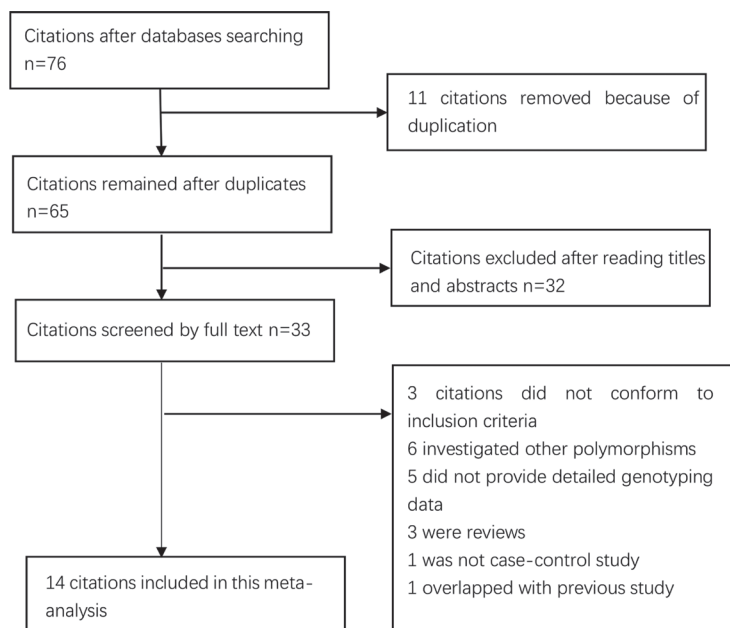 Citations after databases searching
n=76
11 citations removed because of
duplication
Citations remained after duplicates
n=65
Citations excluded after reading titles
and abstracts n=32
Citations screened by full text n=33
3 citations did not conform to
inclusion criteria
6 investigated other polymorphisms
5 did not provide detailed genotyping
data
3 were reviews
1 was not case-control study
1 overlapped with previous study
14 citations included in this meta-
analysis